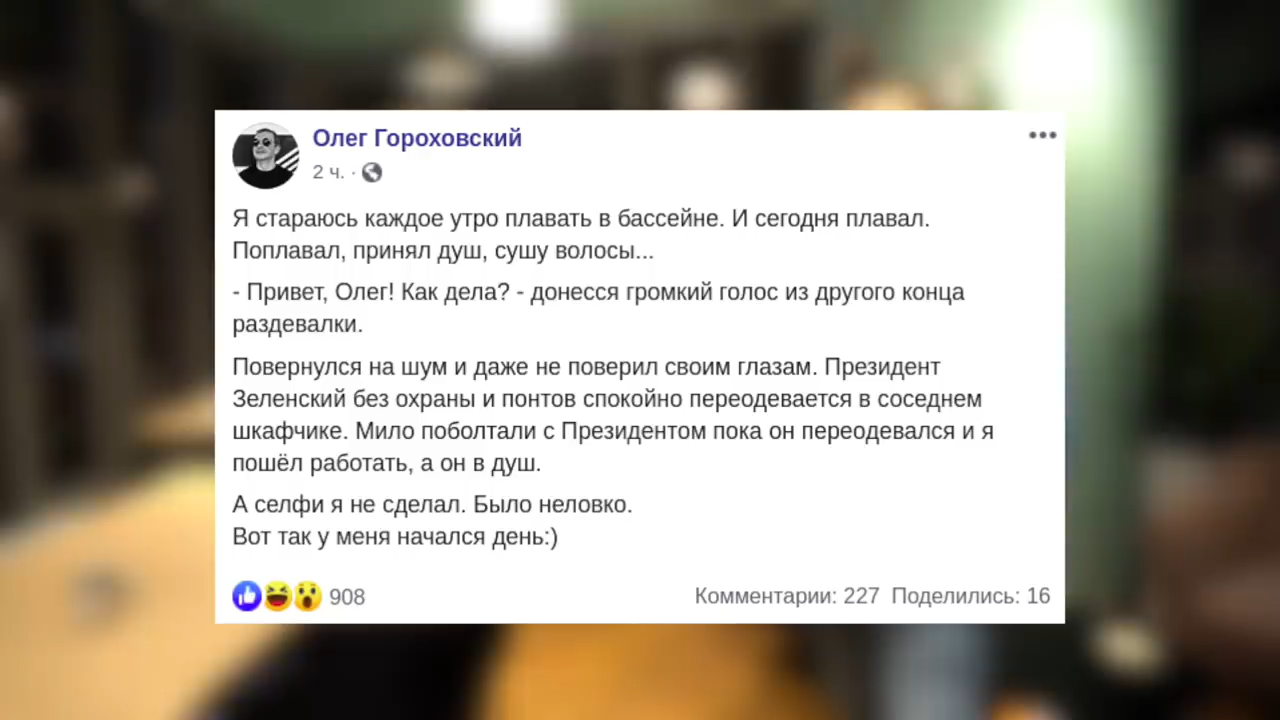 Олег Гороховский
2 ч. ·
Я стараюсь каждое утро плавать в бассейне. И сегодня плавал.
Поплавал, принял душ, сушу волосы...
- Привет, Олег! Как дела? - донесся громкий голос из другого конца
раздевалки.
Повернулся на шум и даже не поверил своим глазам. Президент
Зеленский без охраны и понтов спокойно переодевается в соседнем
шкафчике. Мило поболтали с Президентом пока он переодевался и я
пошёл работать, а он в душ.
А селфи я не сделал. Было неловко.
Вот так у меня начался день:)
908 Комментарии: 227 Поделились: 16